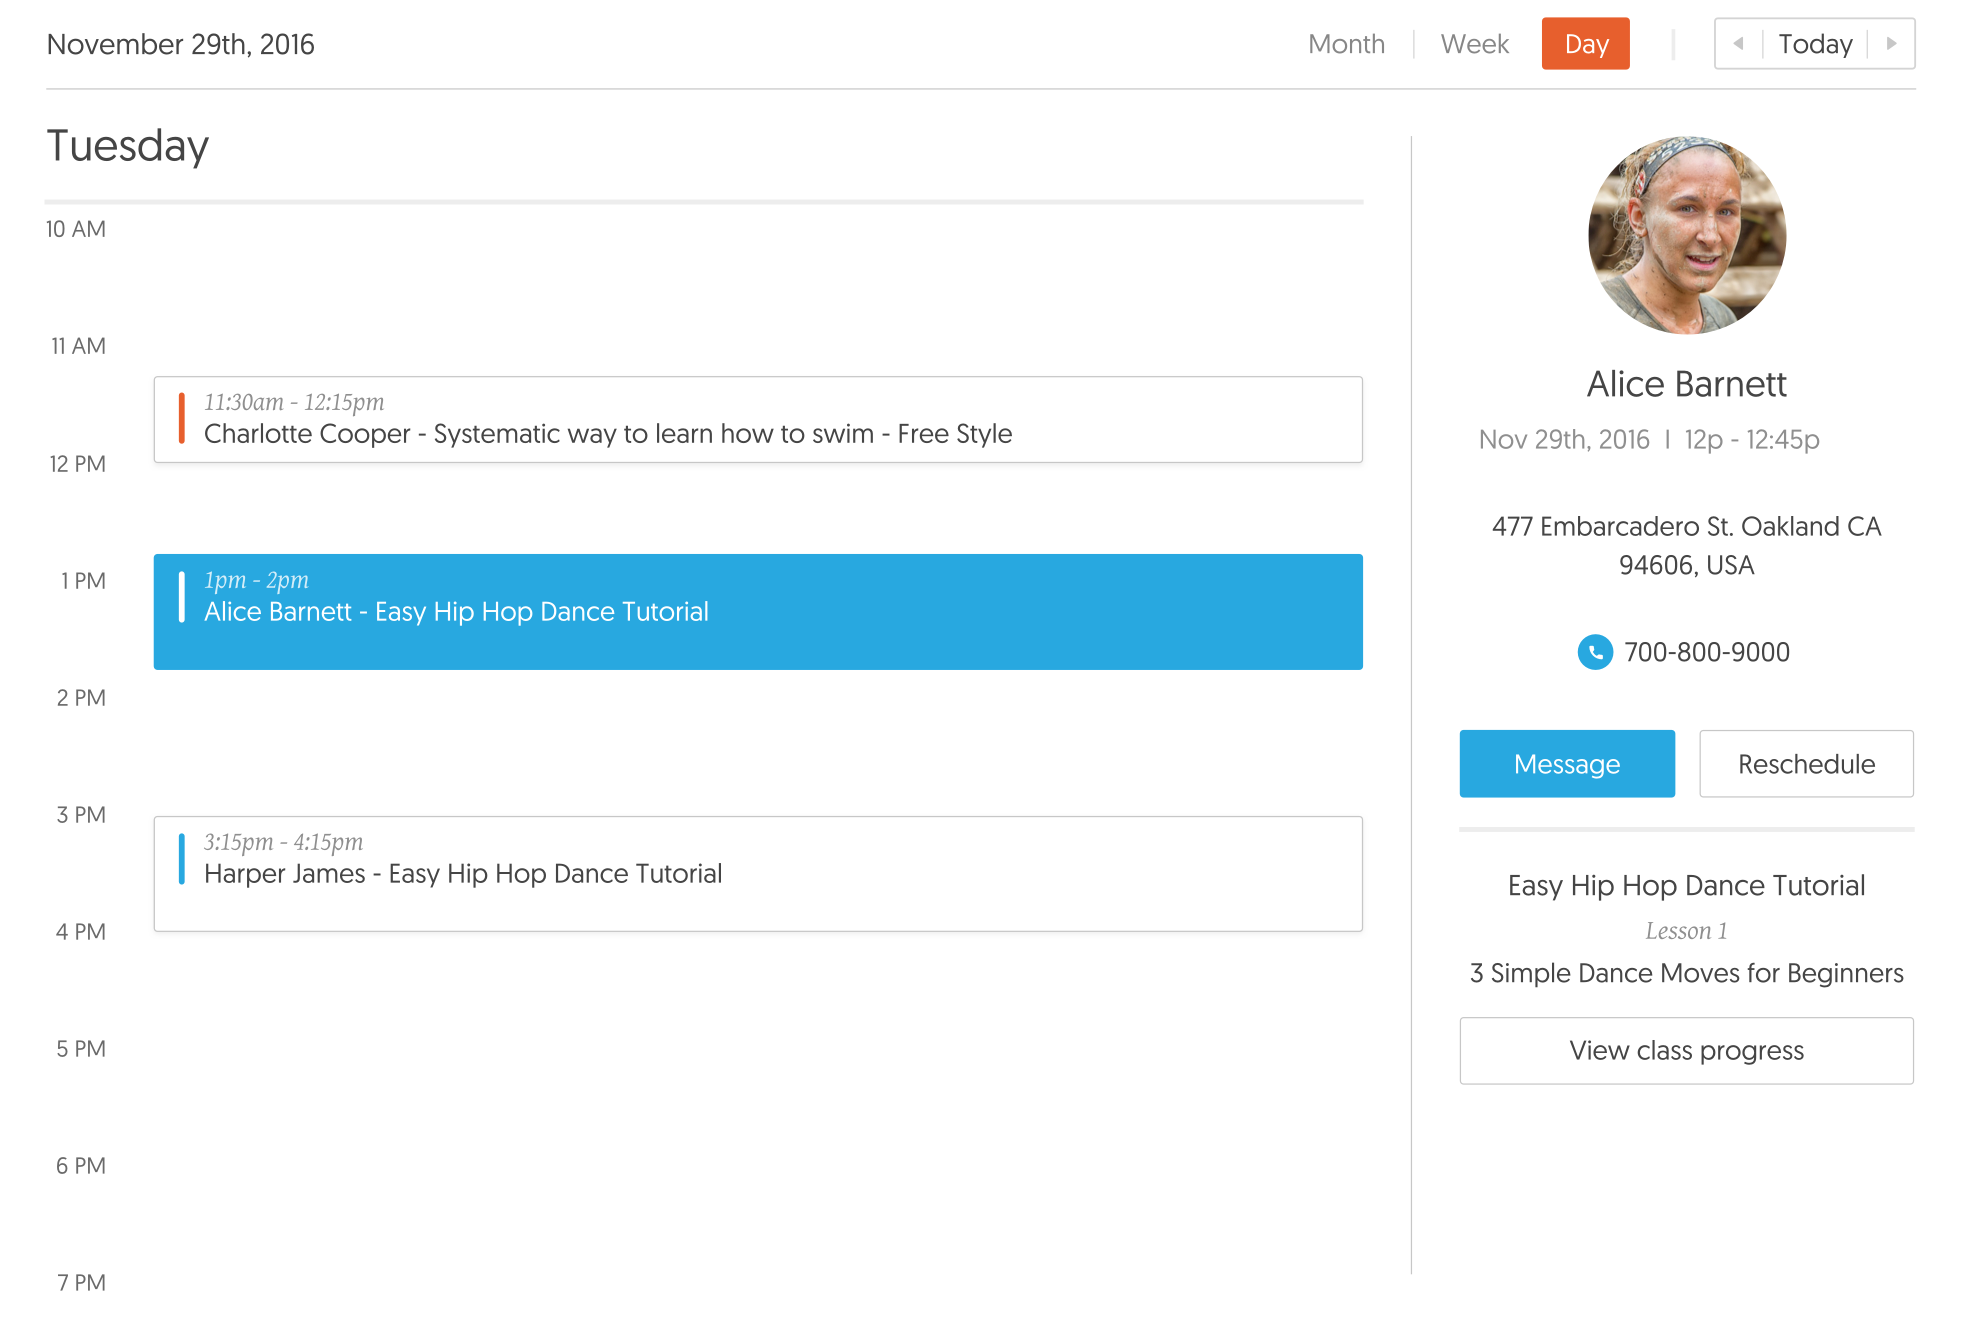 November 29th, 2016
Month
Week
Day
Today
Tuesday
10 AM
11 AM
11:30am - 12:15pm
Charlotte Cooper - Systematic way to learn how to swim - Free Style
12 PM
1 PM
1pm - 2pm
Alice Barnett - Easy Hip Hop Dance Tutorial
2 PM
3 PM
3:15pm - 4:15pm
Harper James - Easy Hip Hop Dance Tutorial
4 PM
5 PM
6 PM
7 PM
Alice Barnett
Nov 29th, 2016 | 12p - 12:45p
477 Embarcadero St. Oakland CA
94606, USA
700-800-9000
Message
Reschedule
Easy Hip Hop Dance Tutorial
Lesson 1
3 Simple Dance Moves for Beginners
View class progress